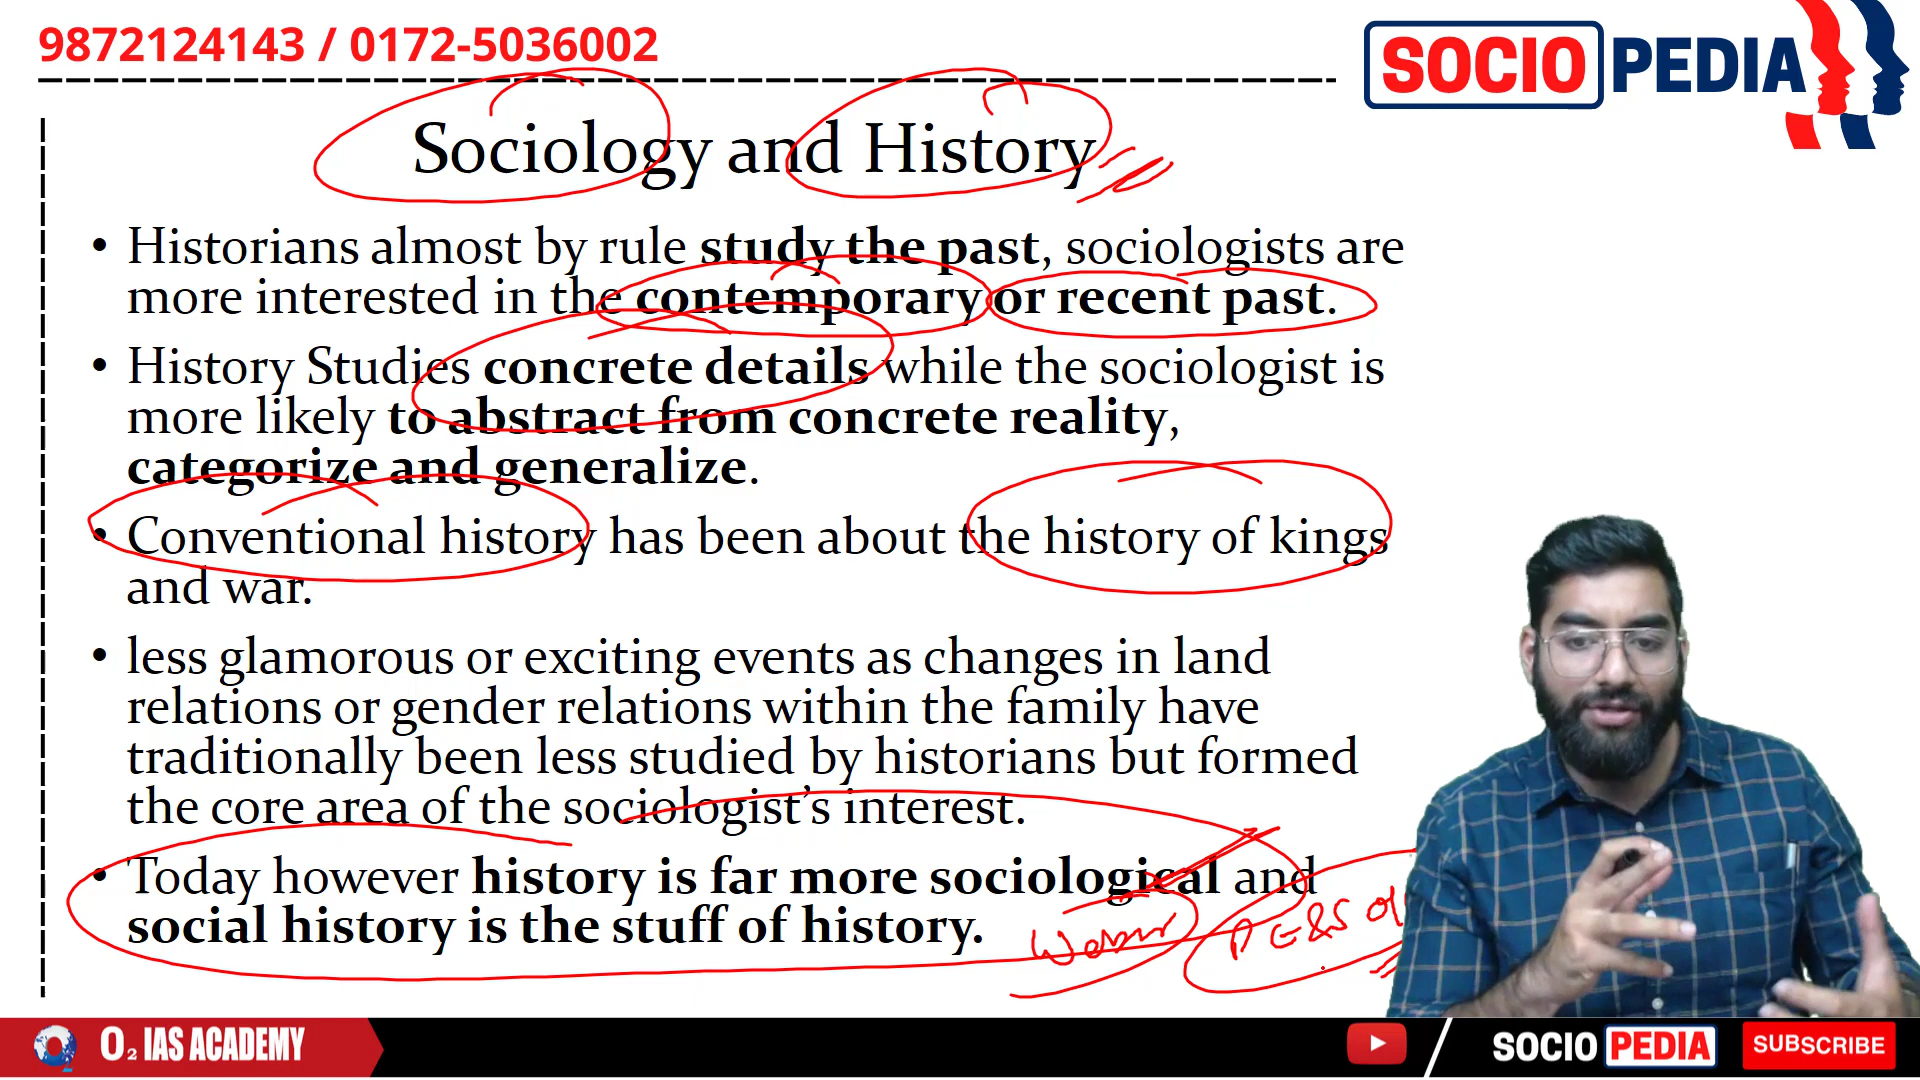 9872124143 / 0172-5036002
SOCIO PEDIA
Sociology and History
• Historians almost by rule study the past, sociologists are
more interested in the contemporary or recent past.
• History Studies concrete details while the sociologist is
more likely to abstract from concrete reality,
categorize and generalize.
• Conventional history has been about the history of kings
and war.
• less glamorous or exciting events as changes in land
relations or gender relations within the family have
traditionally been less studied by historians but formed
the core area of the sociologist’s interest.
• Today however history is far more sociological and
social history is the stuff of history.
O2 IAS ACADEMY
SOCIO PEDIA
SUBSCRIBE